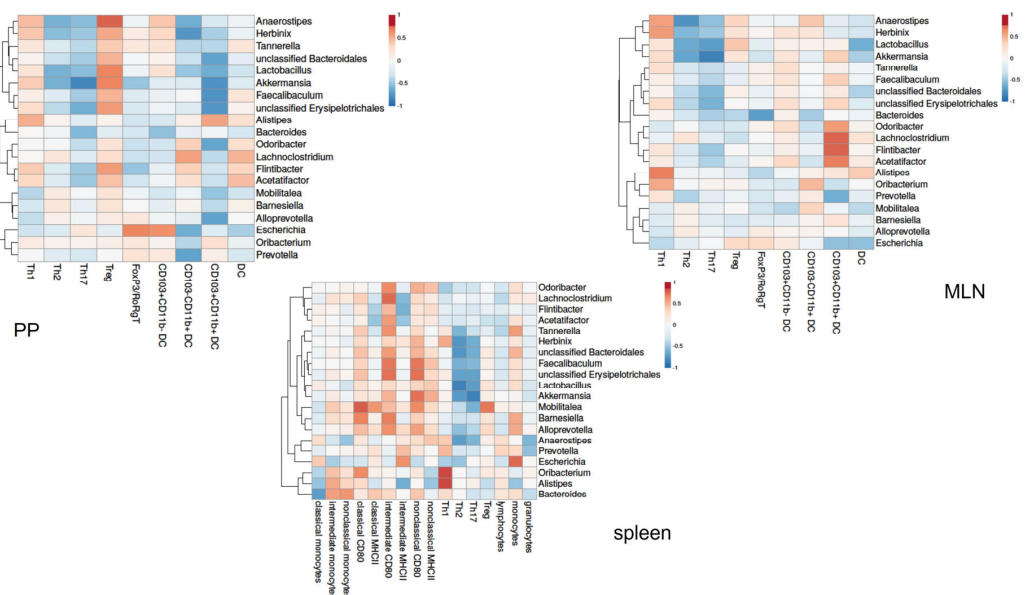 Anaerostipes
Herbinix
Tannerella
unclassified Bacteroidales
Lactobacillus
Akkermansia
Faecalibaculum
unclassified Erysipelotrichales
Alistipes
Bacteroides
Odoribacter
Lachnoclostridium
Flintibacter
Acetatifactor
Mobilitalea
Barnesiella
Alloprevotella
Escherichia
Oribacterium
Prevotella
1
0.5
0
-0.5
-1
Th1
Th2
Th17
Treg
FoxP3/RoRgT
CD103+CD11b- DC
CD103-CD11b+ DC
CD103+CD11b+ DC
DC
PP
Anaerostipes
Herbinix
Lactobacillus
Akkermansia
Tannerella
Faecalibaculum
unclassified Bacteroidales
unclassified Erysipelotrichales
Bacteroides
Odoribacter
Lachnoclostridium
Flintibacter
Acetatifactor
Alistipes
Oribacterium
Prevotella
Mobilitalea
Barnesiella
Alloprevotella
Escherichia
1
0.5
0
-0.5
-1
Th1
Th2
Th17
Treg
FoxP3/RoRgT
CD103+CD11b- DC
CD103-CD11b+ DC
CD103+CD11b+ DC
DC
MLN
Odoribacter
Lachnoclostridium
Flintibacter
Acetatifactor
Tannerella
Herbinix
unclassified Bacteroidales
Faecalibaculum
unclassified Erysipelotrichales
Lactobacillus
Akkermansia
Mobilitalea
Barnesiella
Alloprevotella
Anaerostipes
Prevotella
Escherichia
Oribacterium
Alistipes
Bacteroides
1
0.5
0
-0.5
-1
classical monocytes
intermediate monocyte
nonclassical monocytes
classical CD80
classical MHCII
intermediate CD80
intermediate MHCII
nonclassical CD80
nonclassical MHCII
Th1
Th2
Th17
Treg
lymphocytes
monocytes
granulocytes
spleen